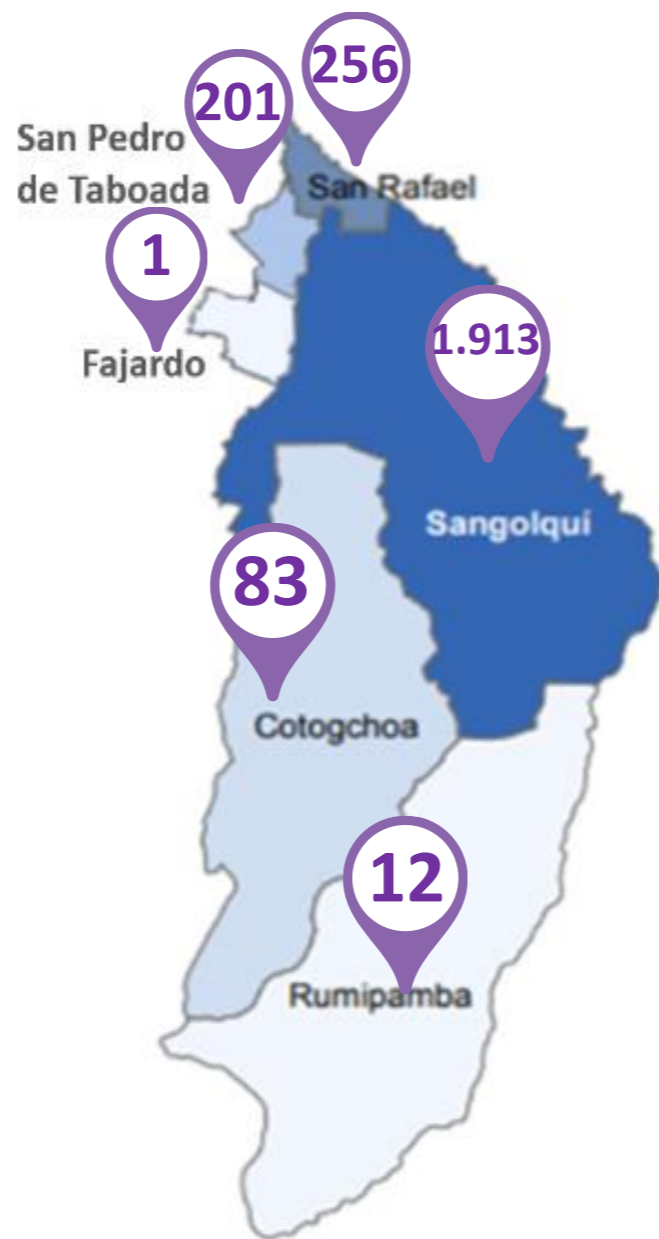 256
201
San Pedro
de Taboada
San Rafael
1
Fajardo
1.913
Sangolquí
83
Cotogchoa
12
Rumipamba